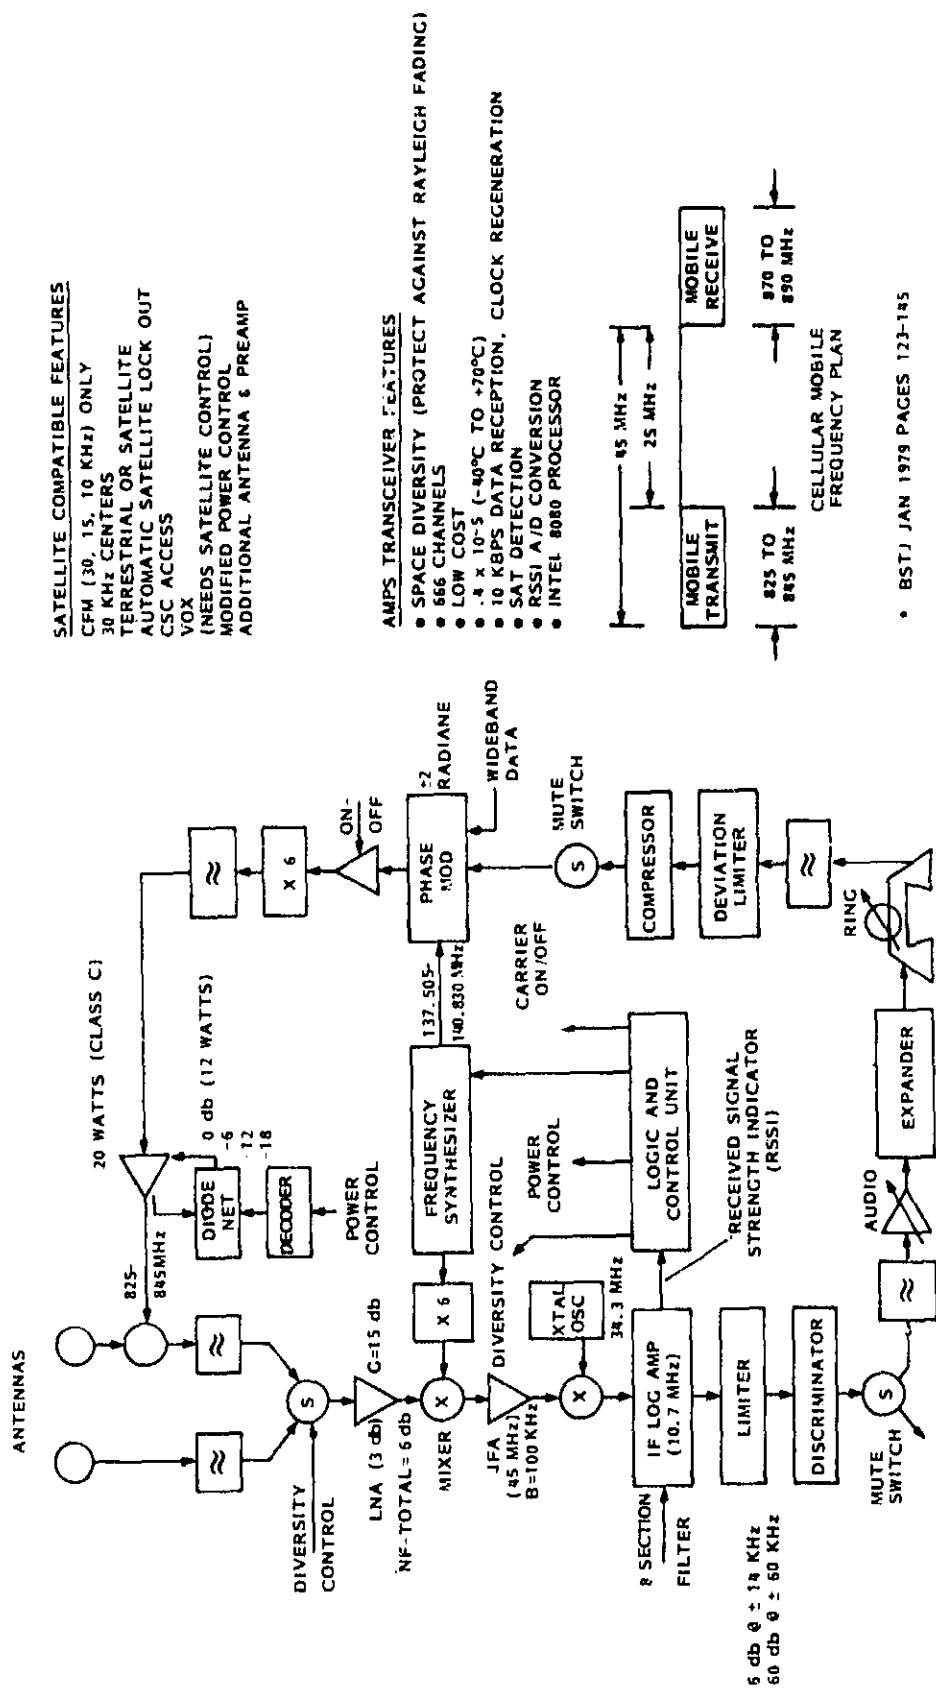 SATELLITE COMPATIBLE FEATURES
CFM (30, 15, 10 KHz) ONLY
30 KHz CENTERS
TERRESTRIAL OR SATELLITE
AUTOMATIC SATELLITE LOCK OUT
CSC ACCESS
VOX
(NEEDS SATELLITE CONTROL)
MODIFIED POWER CONTROL
ADDITIONAL ANTENNA & PREAMP
AMPS TRANSCEIVER FEATURES
• SPACE DIVERSITY (PROTECT AGAINST RAYLEIGH FADING)
• 666 CHANNELS
• LOW COST
• .4 x 10-5 (-40°C TO +70°C)
• 10 KBPS DATA RECEPTION, CLOCK REGENERATION
• SAT DETECTION
• RSSI A/D CONVERSION
• INTEL 8080 PROCESSOR
45 MHz
25 MHz
MOBILE
TRANSMIT
MOBILE
RECEIVE
825 TO
845 MHz
870 TO
890 MHz
CELLULAR MOBILE
FREQUENCY PLAN
• BSTJ JAN 1979 PAGES 123-145
ANTENNAS
20 WATTS (CLASS C)
825-
845MHz
DIODE
NET
0 db (12 WATTS)
-6
-12
-18
DECODER
POWER
CONTROL
≈
≈
≈
X 6
ON-
OFF
S
DIVERSITY
CONTROL
LNA (3 db)
G=15 db
NF-TOTAL = 6 db
MIXER
X
X 6
FREQUENCY
SYNTHESIZER
137.505-
140.830 MHz
PHASE
MOD
±2
RADIANE
WIDEBAND
DATA
IFA
(45 MHz)
B=100 KHz
DIVERSITY CONTROL
POWER
CONTROL
CARRIER
ON/OFF
MUTE
SWITCH
S
X
XTAL
OSC
34.3 MHz
8 SECTION
FILTER
IF LOG AMP
(10.7 MHz)
LOGIC AND
CONTROL UNIT
COMPRESSOR
RECEIVED SIGNAL
STRENGTH INDICATOR
(RSSI)
6 db @ ± 14 KHz
60 db @ ± 60 KHz
LIMITER
DEVIATION
LIMITER
DISCRIMINATOR
≈
MUTE
SWITCH
S
≈
AUDIO
EXPANDER
RING